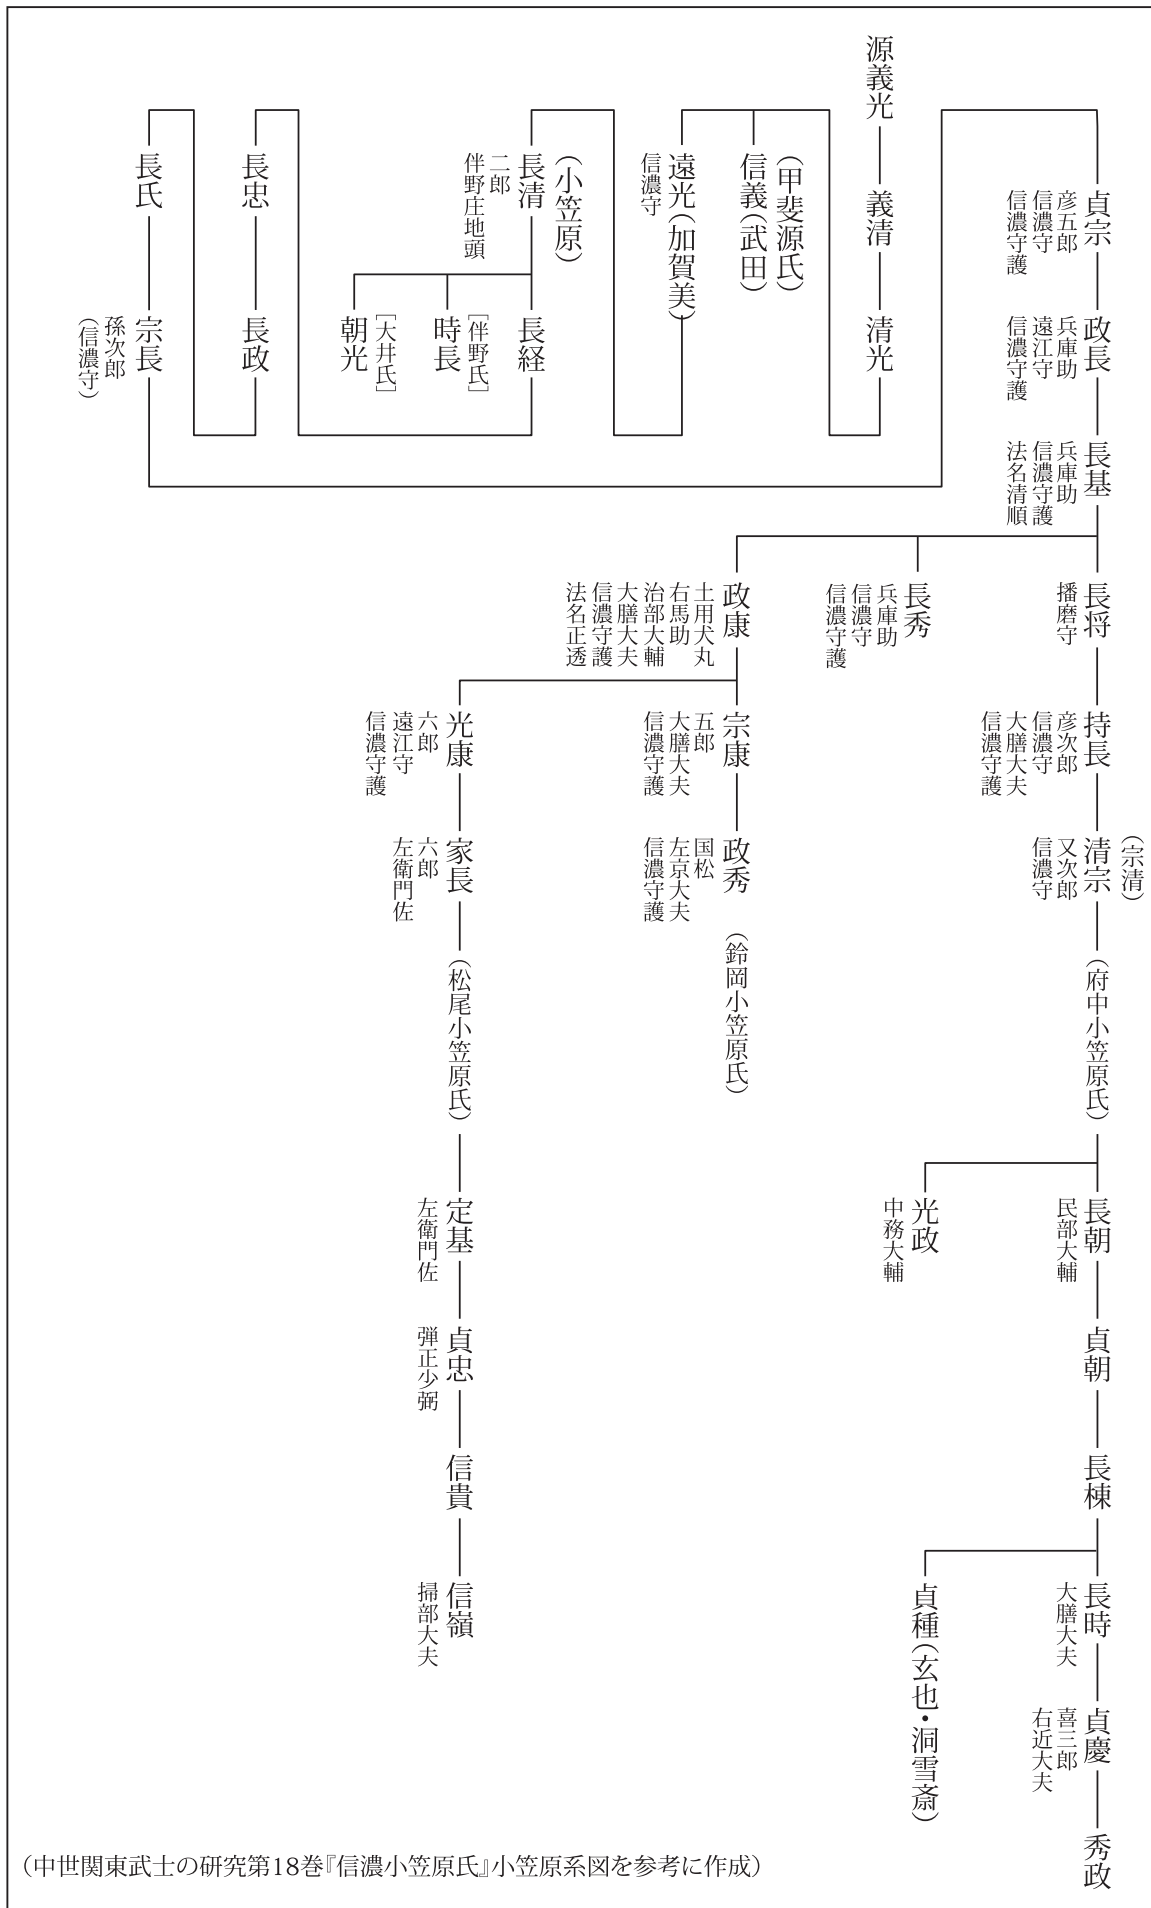 源義光
義清
清光
(甲斐源氏)
信義(武田)
遠光(加賀美)
信濃守
(小笠原)
長清
二郎
伴野庄地頭
長経
[伴野氏]
時長
[大井氏]
朝光
長忠
長政
長氏
宗長
孫次郎
(信濃守)
貞宗
彦五郎
信濃守
信濃守護
政長
兵庫助
遠江守
信濃守護
長基
兵庫助
信濃守護
法名清順
長将
播磨守
長秀
兵庫助
信濃守
信濃守護
政康
土用犬丸
右馬助
治部大輔
大膳大夫
信濃守護
法名正透
持長
彦次郎
信濃守
大膳大夫
信濃守護
宗康
五郎
大膳大夫
信濃守護
光康
六郎
遠江守
信濃守護
(宗清)
清宗
又次郎
信濃守
(府中小笠原氏)
政秀
国松
左京大夫
信濃守護
(鈴岡小笠原氏)
家長
六郎
左衛門佐
(松尾小笠原氏)
長朝
民部大輔
光政
中務大輔
定基
左衛門佐
貞朝
貞忠
弾正少弼
長棟
信貴
長時
大膳大夫
貞種(玄也・洞雪斎)
信嶺
掃部大夫
貞慶
喜三郎
右近大夫
秀政
(中世関東武士の研究第18巻『信濃小笠原氏』小笠原系図を参考に作成)